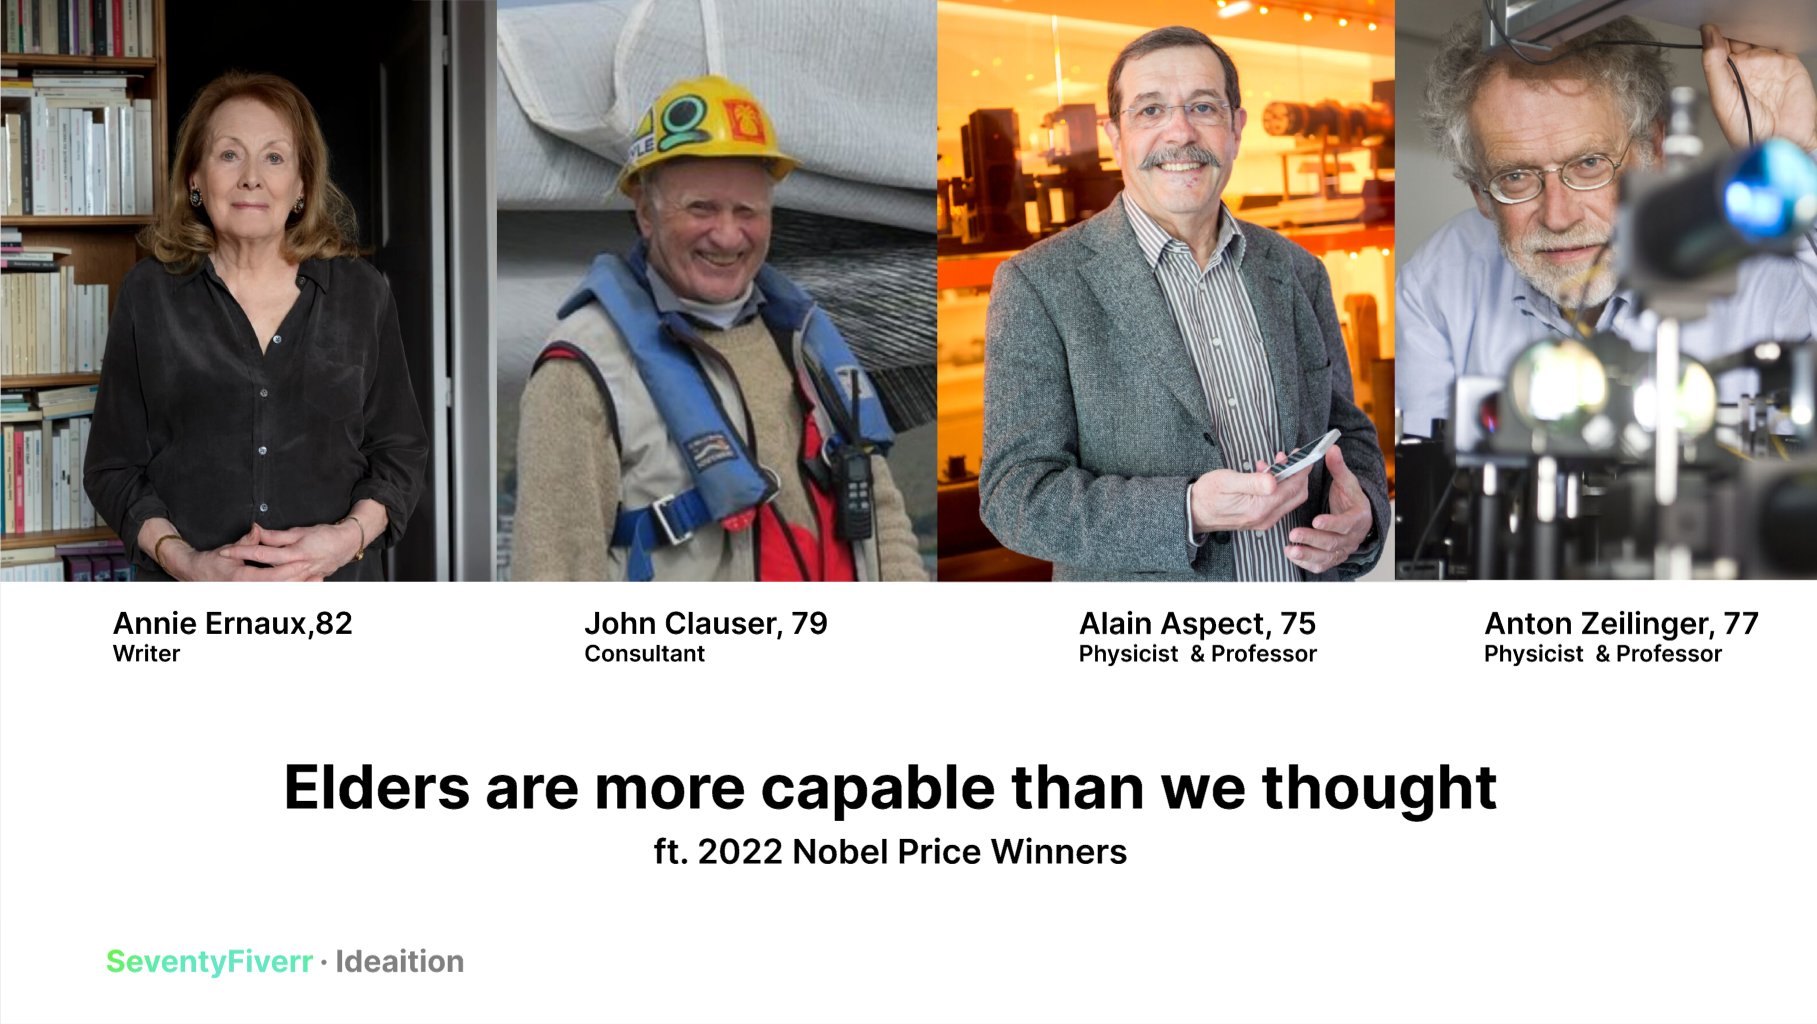 Annie Ernaux,82
Writer
John Clauser, 79
Consultant
Alain Aspect, 75
Physicist & Professor
Anton Zeilinger, 77
Physicist & Professor
Elders are more capable than we thought
ft. 2022 Nobel Price Winners
SeventyFiverr · Ideaition